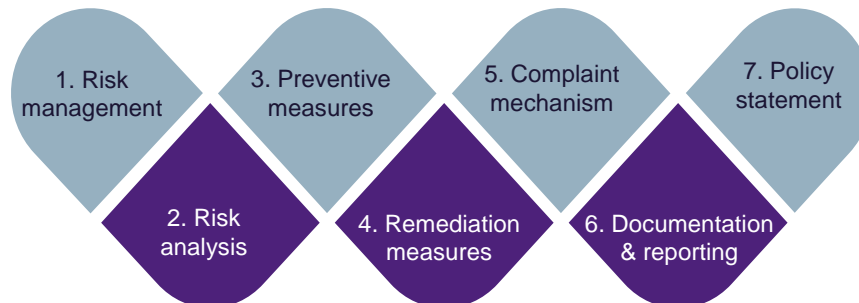 1. Risk
management
2. Risk
analysis
3. Preventive
measures
4. Remediation
measures
5. Complaint
mechanism
6. Documentation
& reporting
7. Policy
statement